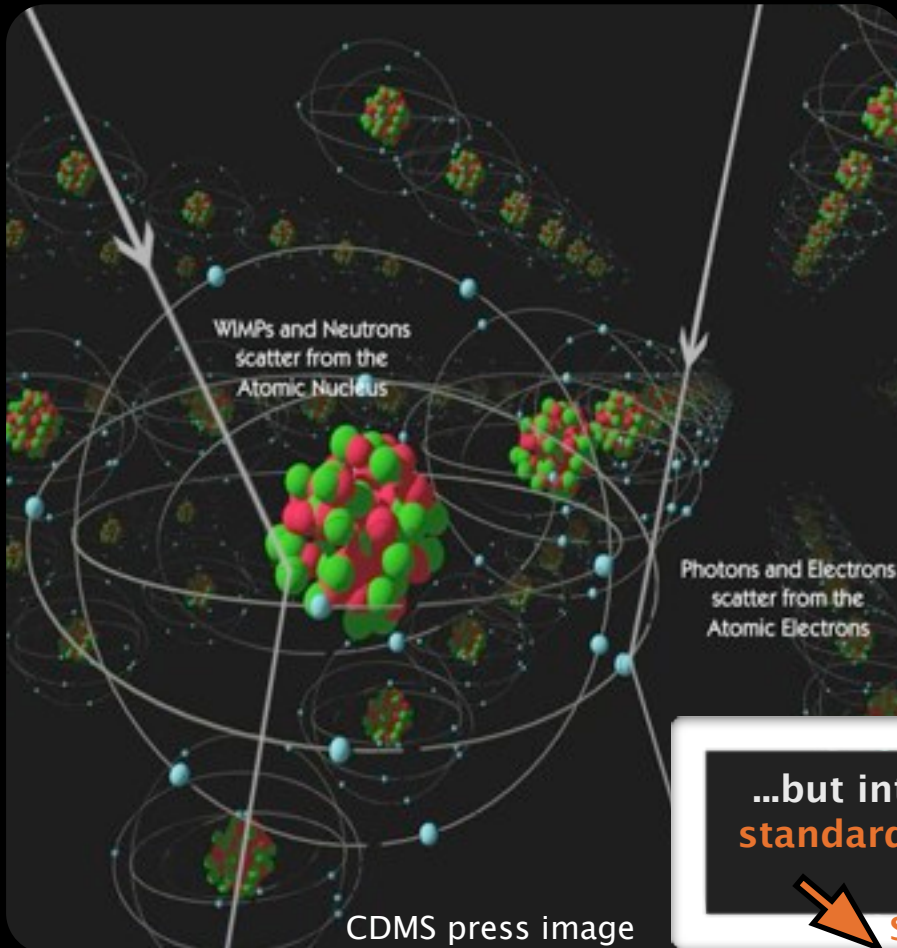 WIMPs and Neutrons
scatter from the
Atomic Nucleus
Photons and Electrons
scatter from the
Atomic Electrons
...but
standard
CDMS press image